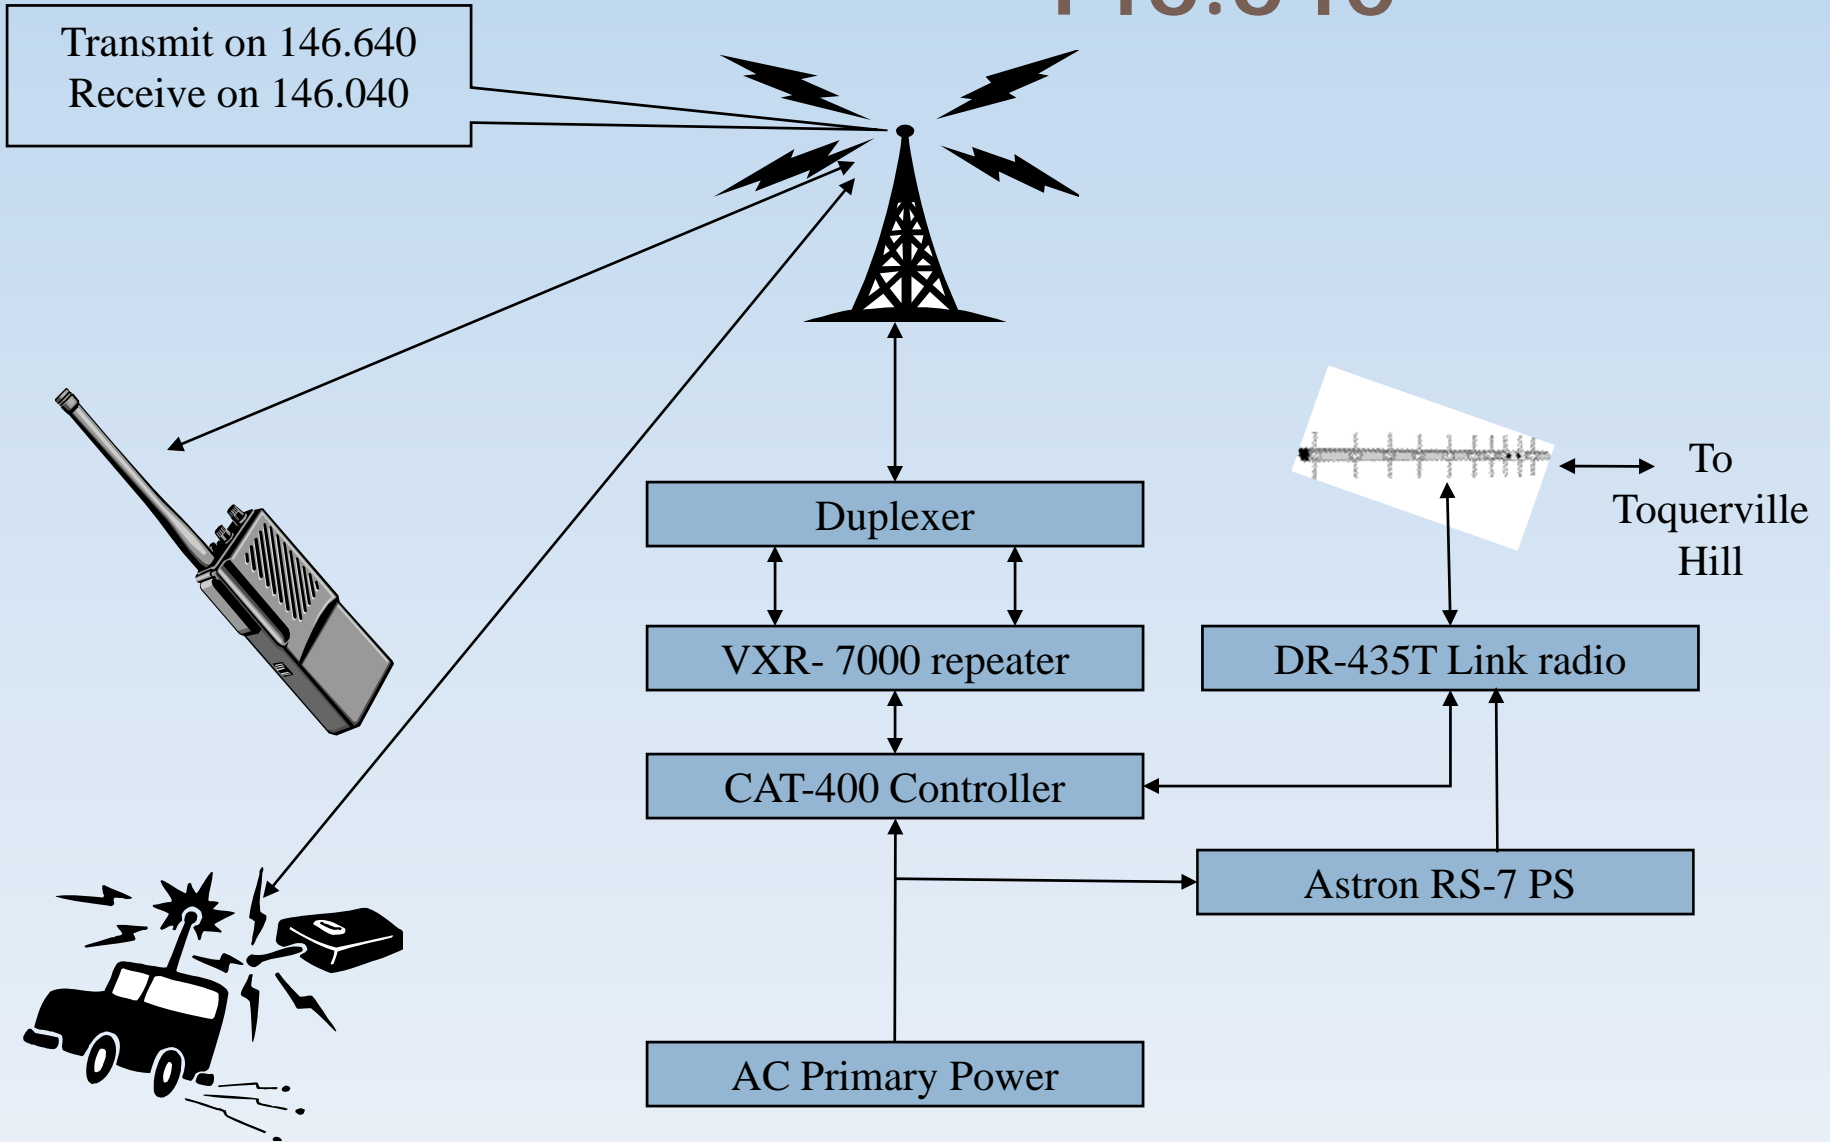 Transmit on 146.640
Receive on 146.040
Duplexer
To
Toquerville
Hill
VXR- 7000 repeater
DR-435T Link radio
CAT-400 Controller
Astron RS-7 PS
AC Primary Power